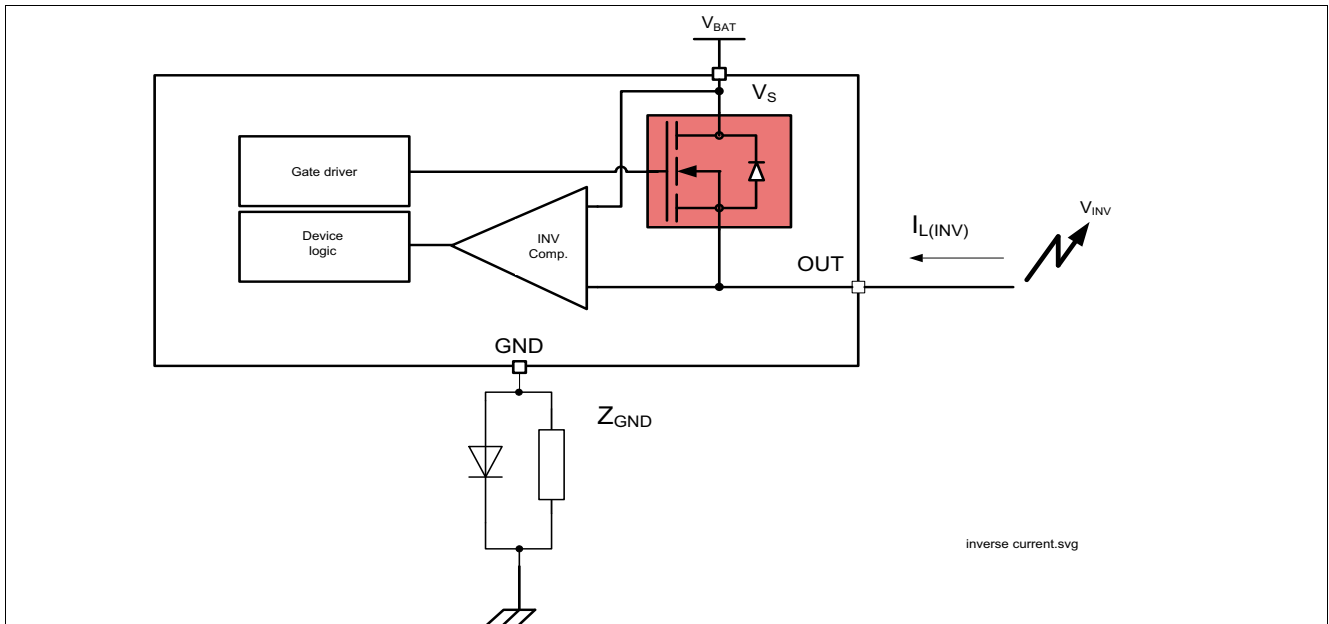 VBAT
VS
Gate driver
Device
logic
INV
Comp.
VINV
IL(INV)
OUT
GND
ZGND
inverse current.svg